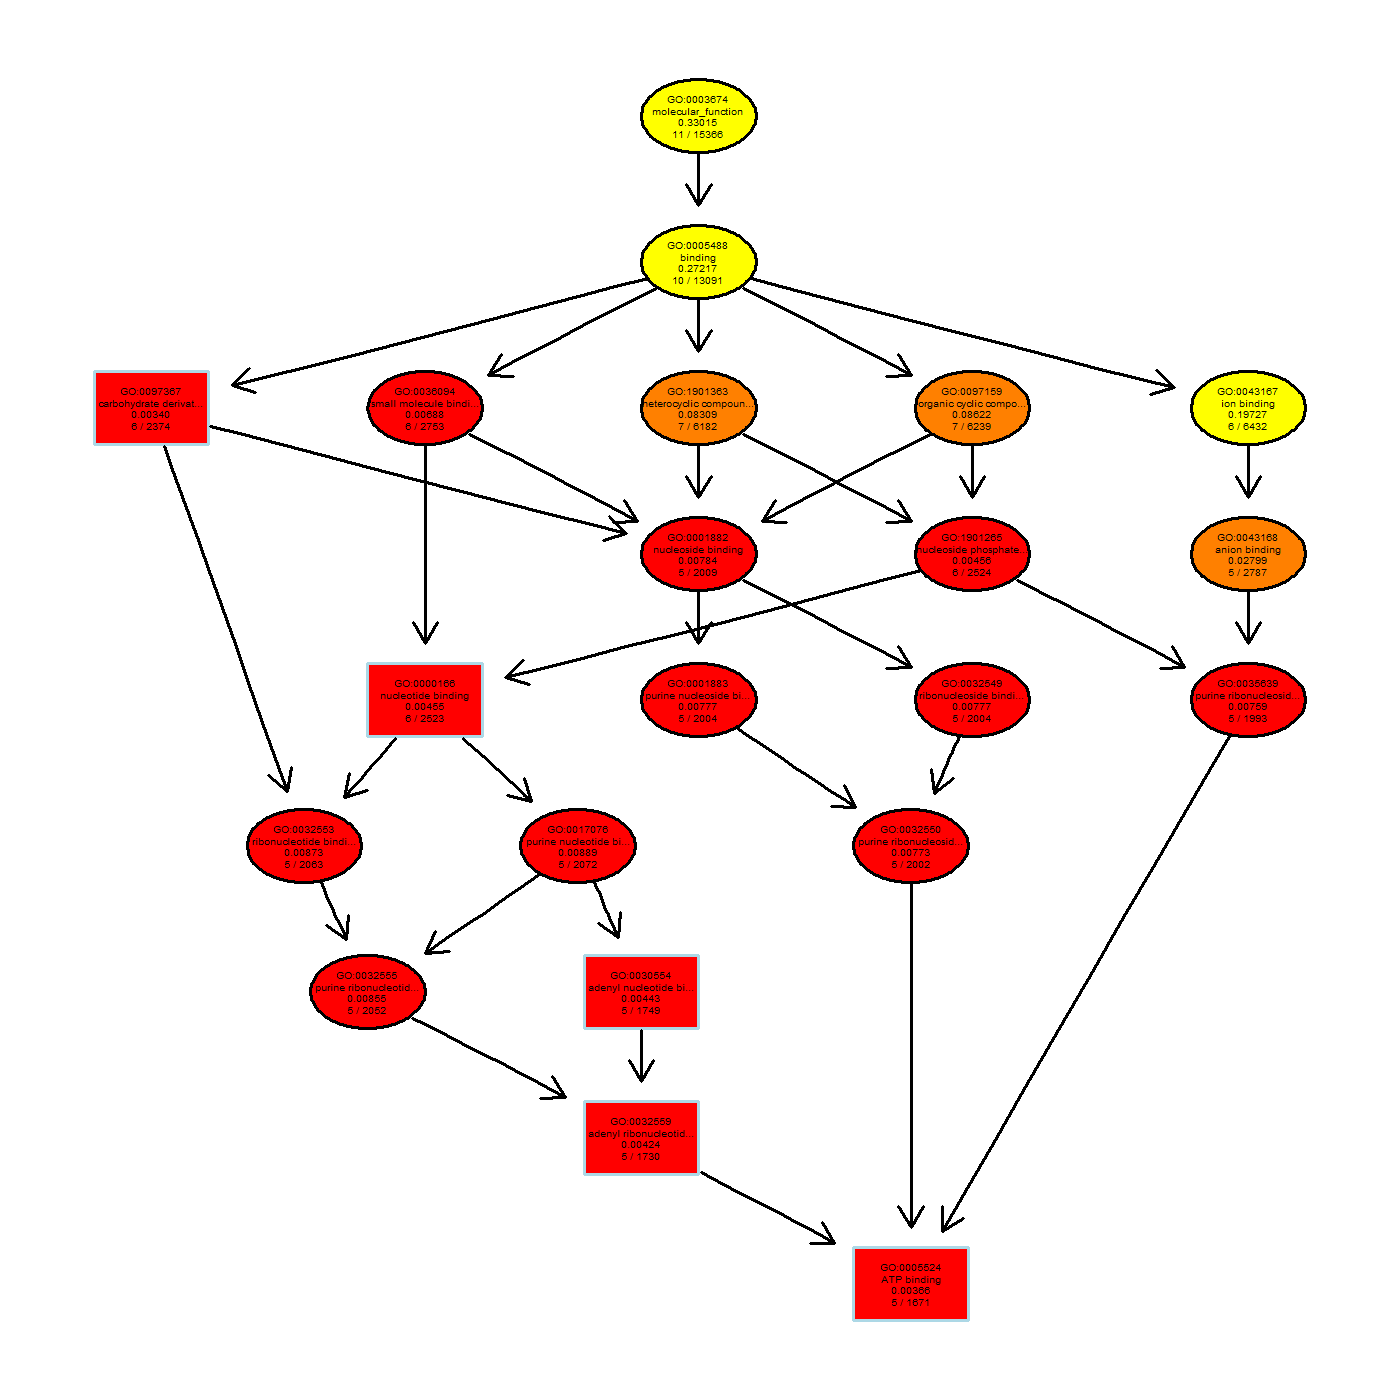 GO:0003674
molecular_function
0.33015
11 / 15366
GO:0005488
binding
0.27217
10 / 13091
GO:0097367
carbohydrate derivat...
0.00340
6 / 2374
GO:0036094
small molecule bindi...
0.00688
6 / 2753
GO:1901363
heterocyclic compoun...
0.08309
7 / 6182
GO:0097159
organic cyclic compo...
0.08622
7 / 6239
GO:0043167
ion binding
0.19727
6 / 6432
GO:0001882
nucleoside binding
0.00784
5 / 2009
GO:1901265
nucleoside phosphate...
0.00456
6 / 2524
GO:0043168
anion binding
0.02799
5 / 2787
GO:0000166
nucleotide binding
0.00455
6 / 2523
GO:0001883
purine nucleoside bi...
0.00777
5 / 2004
GO:0032549
ribonucleoside bindi...
0.00777
5 / 2004
GO:0035639
purine ribonucleosid...
0.00759
5 / 1993
GO:0032553
ribonucleotide bindi...
0.00873
5 / 2063
GO:0017076
purine nucleotide bi...
0.00889
5 / 2072
GO:0032550
purine ribonucleosid...
0.00773
5 / 2002
GO:0032555
purine ribonucleotid...
0.00855
5 / 2052
GO:0030554
adenyl nucleotide bi...
0.00443
5 / 1749
GO:0032559
adenyl ribonucleotid...
0.00424
5 / 1730
GO:0005524
ATP binding
0.00366
5 / 1671